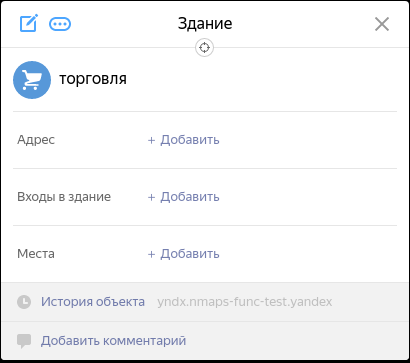 Здание
торговля
Адрес + Добавить
Входы в здание + Добавить
Места + Добавить
История объекта yndx.nmaps-func-test.yandex
Добавить комментарий